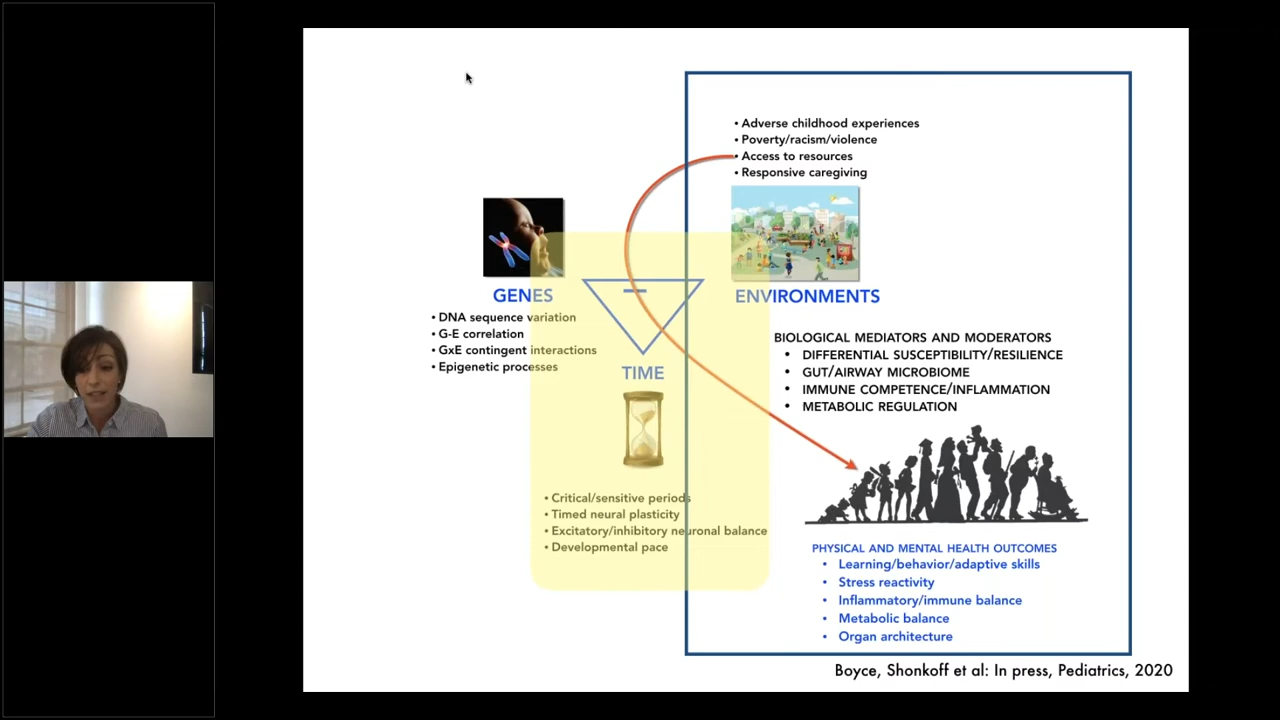 • Adverse childhood experiences
• Poverty/racism/violence
• Access to resources
• Responsive caregiving
GENES
• DNA sequence variation
• G-E correlation
• GxE contingent interactions
• Epigenetic processes
ENVIRONMENTS
TIME
• Critical/sensitive periods
• Timed neural plasticity
• Excitatory/inhibitory neuronal balance
• Developmental pace
BIOLOGICAL MEDIATORS AND MODERATORS
• DIFFERENTIAL SUSCEPTIBILITY/RESILIENCE
• GUT/AIRWAY MICROBIOME
• IMMUNE COMPETENCE/INFLAMMATION
• METABOLIC REGULATION
PHYSICAL AND MENTAL HEALTH OUTCOMES
• Learning/behavior/adaptive skills
• Stress reactivity
• Inflammatory/immune balance
• Metabolic balance
• Organ architecture
Boyce, Shonkoff et al: In press, Pediatrics, 2020